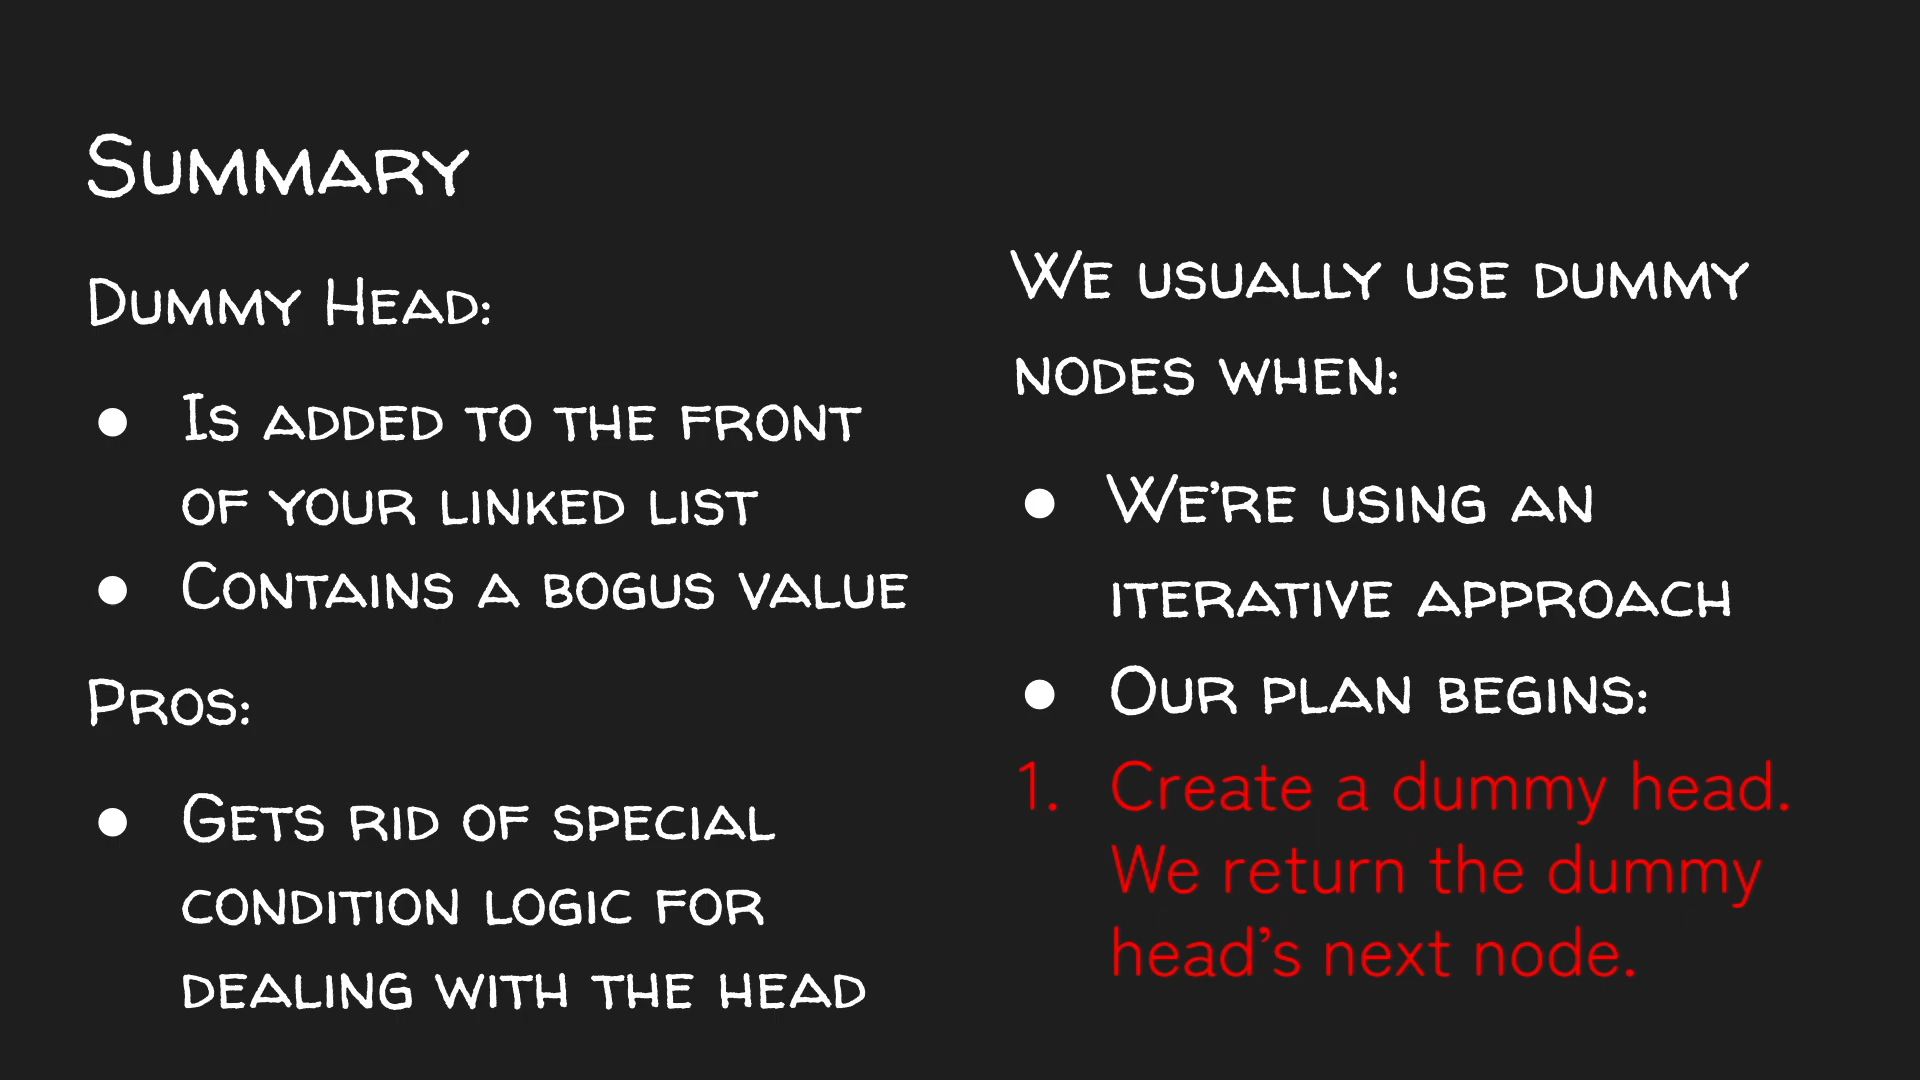 Summary
Dummy Head:
● Is added to the front
of your linked list
● Contains a bogus value
Pros:
● Gets rid of special
condition logic for
dealing with the head
We usually use dummy
nodes when:
● We're using an
iterative approach
● Our plan begins:
1. Create a dummy head.
We return the dummy
head's next node.